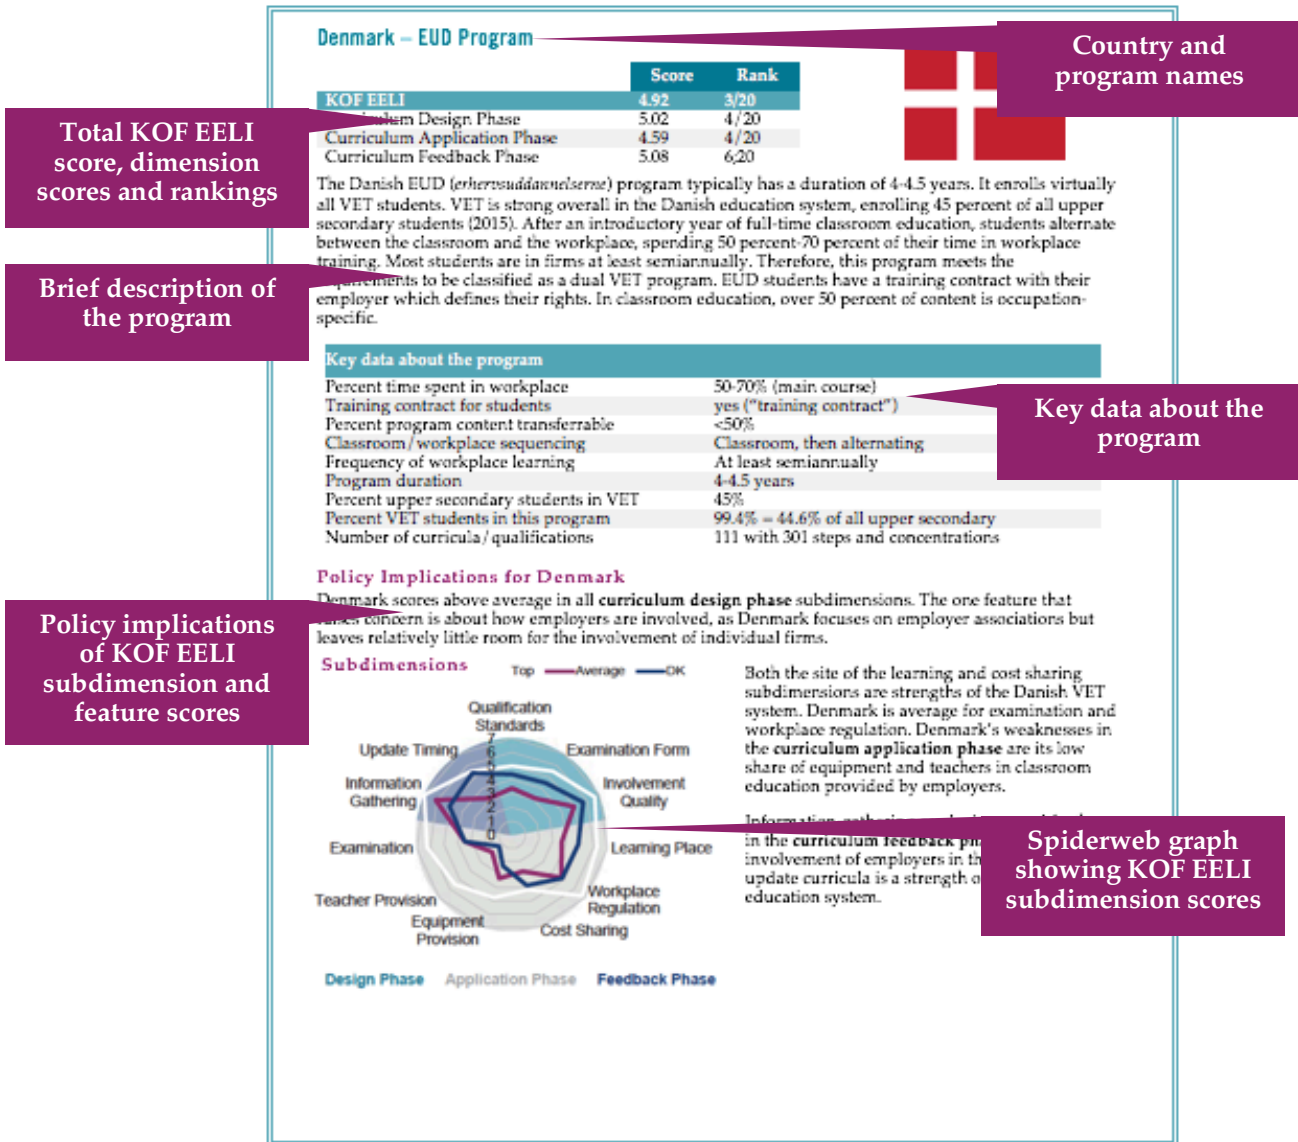 Denmark – EUD Program
Country and
program names
Score Rank
KOF EELI 4.92 3/20
Curriculum Design Phase 5.02 4/20
Curriculum Application Phase 4.59 4/20
Curriculum Feedback Phase 5.08 6;20
Total KOF EELI
score, dimension
scores and rankings
The Danish EUD (erhervsuddannelserne) program typically has a duration of 4-4.5 years. It enrolls virtually
all VET students. VET is strong overall in the Danish education system, enrolling 45 percent of all upper
secondary students (2015). After an introductory year of full-time classroom education, students alternate
between the classroom and the workplace, spending 50 percent-70 percent of their time in workplace
training. Most students are in firms at least semiannually. Therefore, this program meets the
requirements to be classified as a dual VET program. EUD students have a training contract with their
employer which defines their rights. In classroom education, over 50 percent of content is occupation-
specific.
Brief description of
the program
Key data about the program
Percent time spent in workplace 50-70% (main course)
Training contract for students yes ("training contract")
Percent program content transferrable <50%
Classroom/workplace sequencing Classroom, then alternating
Frequency of workplace learning At least semiannually
Program duration 4-4.5 years
Percent upper secondary students in VET 45%
Percent VET students in this program 99.4% – 44.6% of all upper secondary
Number of curricula/qualifications 111 with 301 steps and concentrations
Key data about the
program
Policy Implications for Denmark
Denmark scores above average in all curriculum design phase subdimensions. The one feature that
concern is about how employers are involved, as Denmark focuses on employer associations but
leaves relatively little room for the involvement of individual firms.
Policy implications
of KOF EELI
subdimension and
feature scores
Subdimensions
Top Average DK
Qualification
Standards
Examination Form
Involvement
Quality
Learning Place
Workplace
Regulation
Cost Sharing
Equipment
Provision
Teacher Provision
Examination
Information
Gathering
Update Timing
7
6
5
4
3
2
1
0
Design Phase Application Phase Feedback Phase
Both the site of the learning and cost sharing
subdimensions are strengths of the Danish VET
system. Denmark is average for examination and
workplace regulation. Denmark's weaknesses in
the curriculum application phase are its low
share of equipment and teachers in classroom
education provided by employers.
Information
in the curriculum feedback
involvement of employers in
update curricula is a strength
education system.
Spiderweb graph
showing KOF EELI
subdimension scores